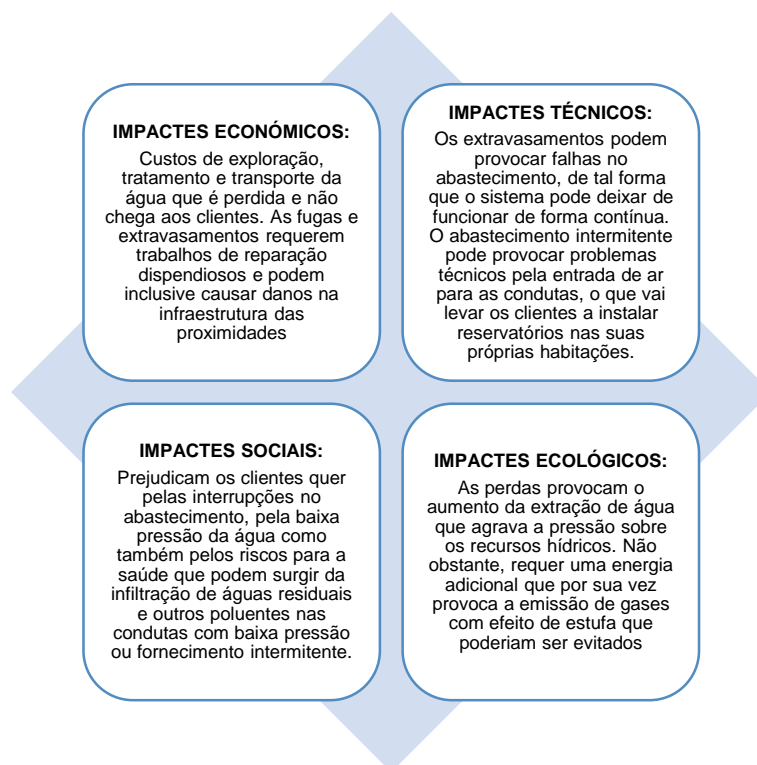 IMPACTES ECONÓMICOS:
Custos de exploração,
tratamento e transporte da
água que é perdida e não
chega aos clientes. As fugas e
extravasamentos requerem
trabalhos de reparação
dispendiosos e podem
inclusive causar danos na
infraestrutura das
proximidades
IMPACTES TÉCNICOS:
Os extravasamentos podem
provocar falhas no
abastecimento, de tal forma
que o sistema pode deixar de
funcionar de forma contínua.
O abastecimento intermitente
pode provocar problemas
técnicos pela entrada de ar
para as condutas, o que vai
levar os clientes a instalar
reservatórios nas suas
próprias habitações.
IMPACTES SOCIAIS:
Prejudicam os clientes quer
pelas interrupções no
abastecimento, pela baixa
pressão da água como
também pelos riscos para a
saúde que podem surgir da
infiltração de águas residuais
e outros poluentes nas
condutas com baixa pressão
ou fornecimento intermitente.
IMPACTES ECOLÓGICOS:
As perdas provocam o
aumento da extração de água
que agrava a pressão sobre
os recursos hídricos. Não
obstante, requer uma energia
adicional que por sua vez
provoca a emissão de gases
com efeito de estufa que
poderiam ser evitados